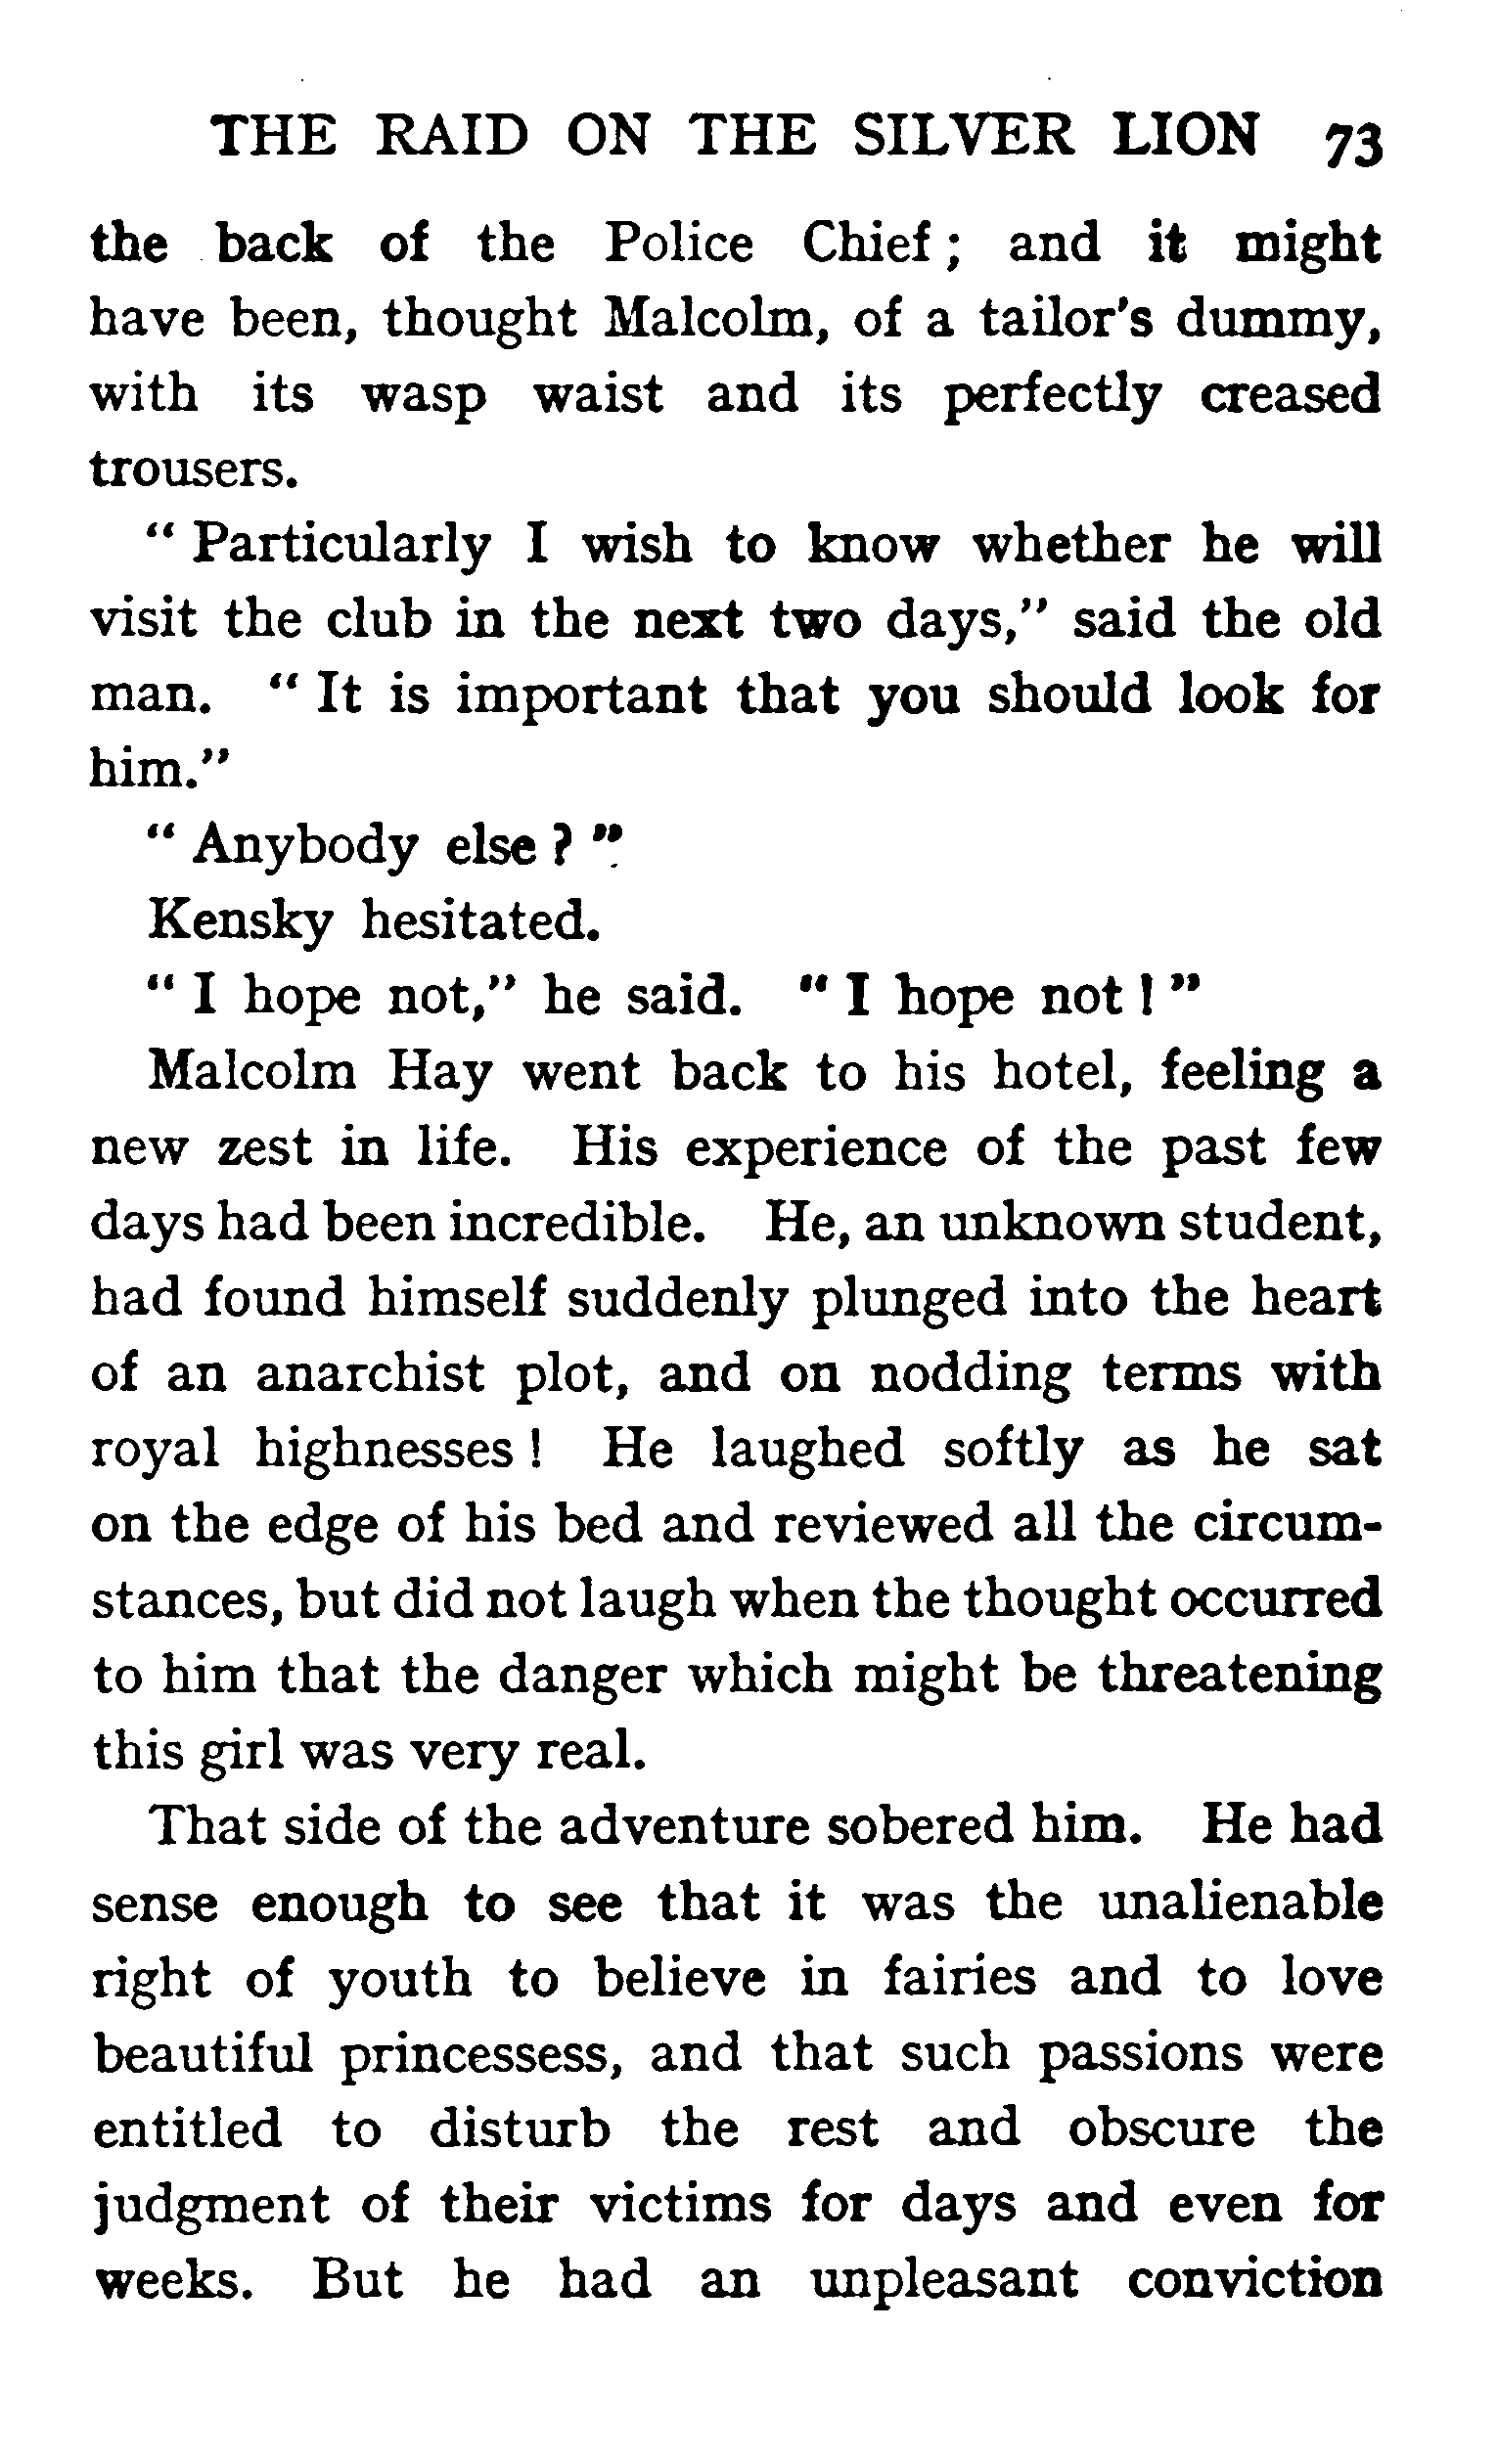 THE RAID ON THE SILVER LION 73
the back of the Police Chief ; and it might
have been, thought Malcolm, of a tailor's dummy,
with its wasp waist and its perfectly creased
trousers.
" Particularly I wish to know whether he will
visit the club in the next two days," said the old
man. " It is important that you should look for
him."
" Anybody else ? "
Kensky hesitated.
" I hope not," he said. " I hope not ! "
Malcolm Hay went back to his hotel, feeling a
new zest in life. His experience of the past few
days had been incredible. He, an unknown student,
had found himself suddenly plunged into the heart
of an anarchist plot, and on nodding terms with
royal highnesses ! He laughed softly as he sat
on the edge of his bed and reviewed all the circum-
stances, but did not laugh when the thought occurred
to him that the danger which might be threatening
this girl was very real.
That side of the adventure sobered him. He had
sense enough to see that it was the unalienable
right of youth to believe in fairies and to love
beautiful princessess, and that such passions were
entitled to disturb the rest and obscure the
judgment of their victims for days and even for
weeks. But he had an unpleasant conviction